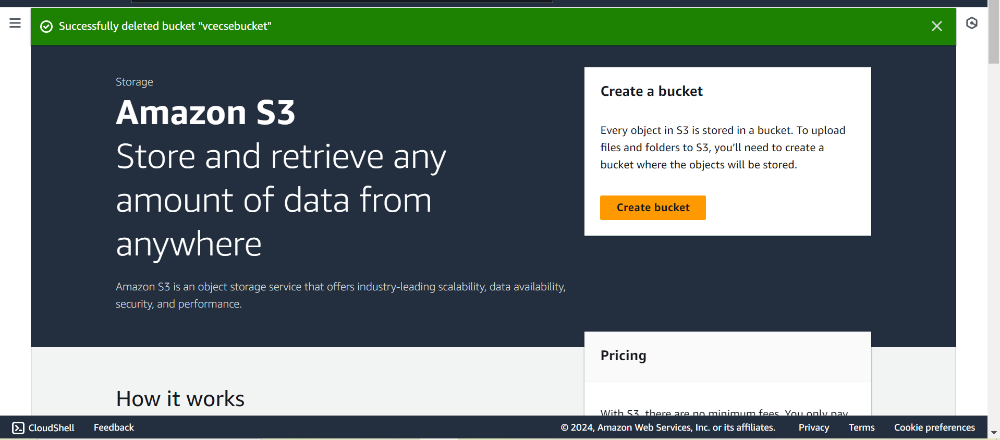 Successfully deleted bucket "vcecsebucket"
Storage
Amazon S3
Store and retrieve any
amount of data from
anywhere
Amazon S3 is an object storage service that offers industry-leading scalability, data availability,
security, and performance.
Create a bucket
Every object in S3 is stored in a bucket. To upload
files and folders to S3, you’ll need to create a
bucket where the objects will be stored.
Create bucket
How it works
Pricing
With S3, there are no minimum fees. You only pay
CloudShell
Feedback
© 2024, Amazon Web Services, Inc. or its affiliates.
Privacy
Terms
Cookie preferences